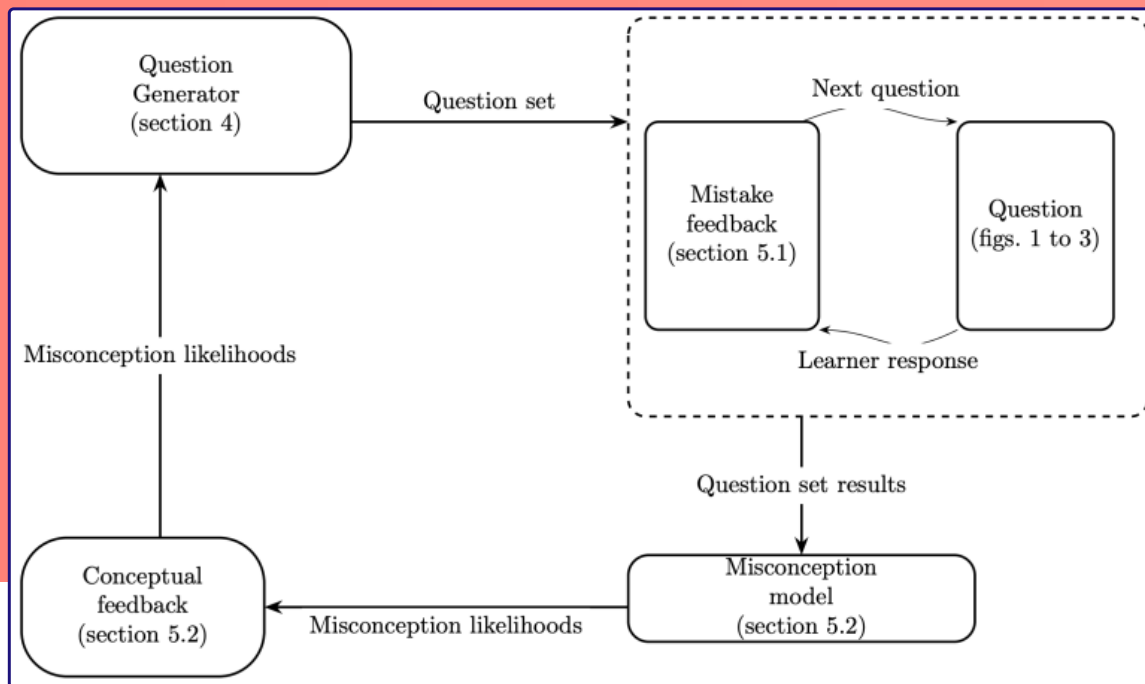 Question
Generator
(section 4)
Question set
Next question
Mistake
feedback
(section 5.1)
Question
(figs. 1 to 3)
Learner response
Misconception likelihoods
Question set results
Conceptual
feedback
(section 5.2)
Misconception likelihoods
Misconception
model
(section 5.2)